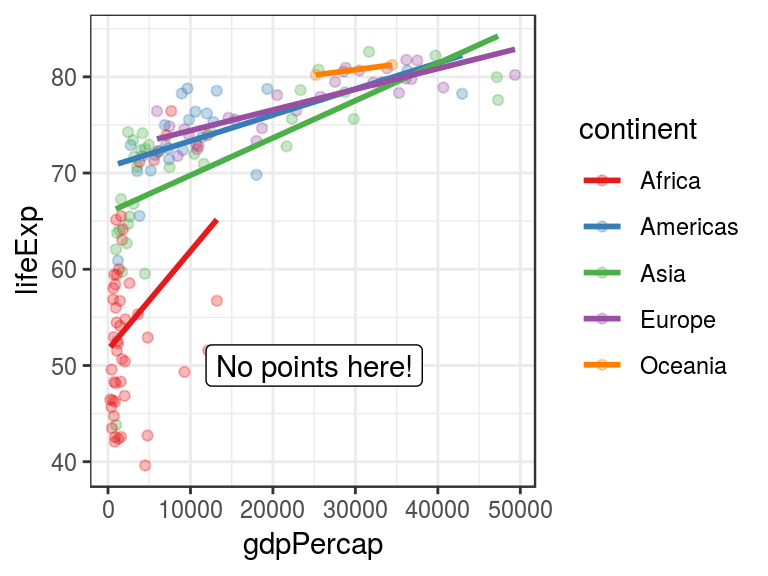 lifeExp
80
70
60
50
40
No points here!
0 10000 20000 30000 40000 50000
gdpPercap
continent
Africa
Americas
Asia
Europe
Oceania